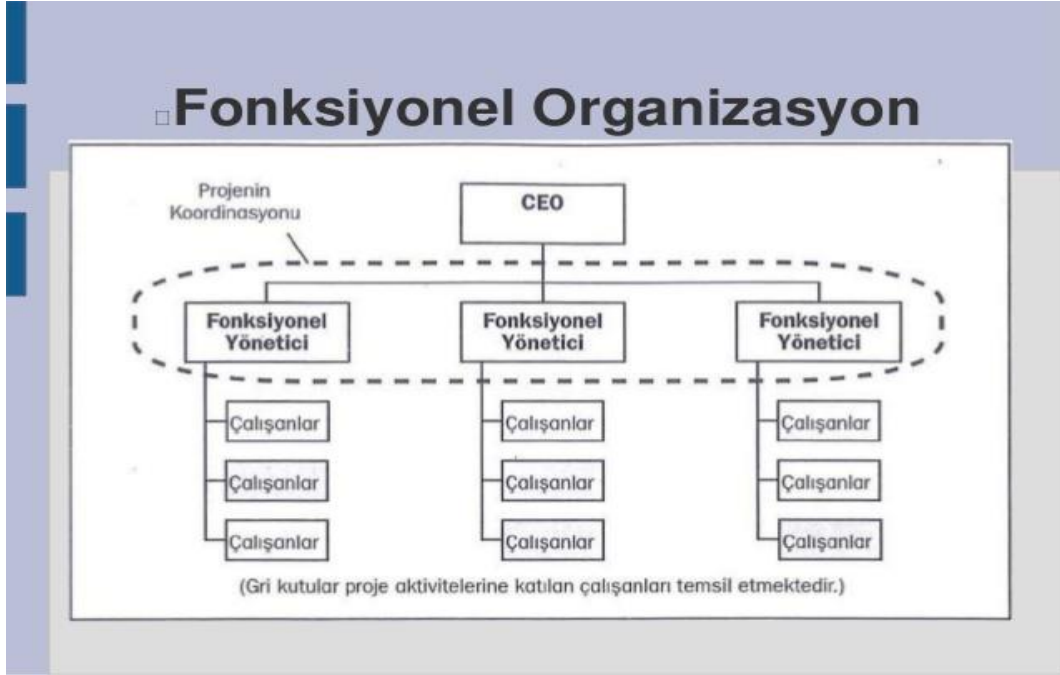 Fonksiyonel Organizasyon
Projenin
Koordinasyonu
CEO
Fonksiyonel
Yönetici
Fonksiyonel
Yönetici
Fonksiyonel
Yönetici
Çalışanlar
Çalışanlar
Çalışanlar
Çalışanlar
Çalışanlar
Çalışanlar
Çalışanlar
Çalışanlar
Çalışanlar
(Gri kutular proje aktivitelerine katılan çalışanları temsil etmektedir.)